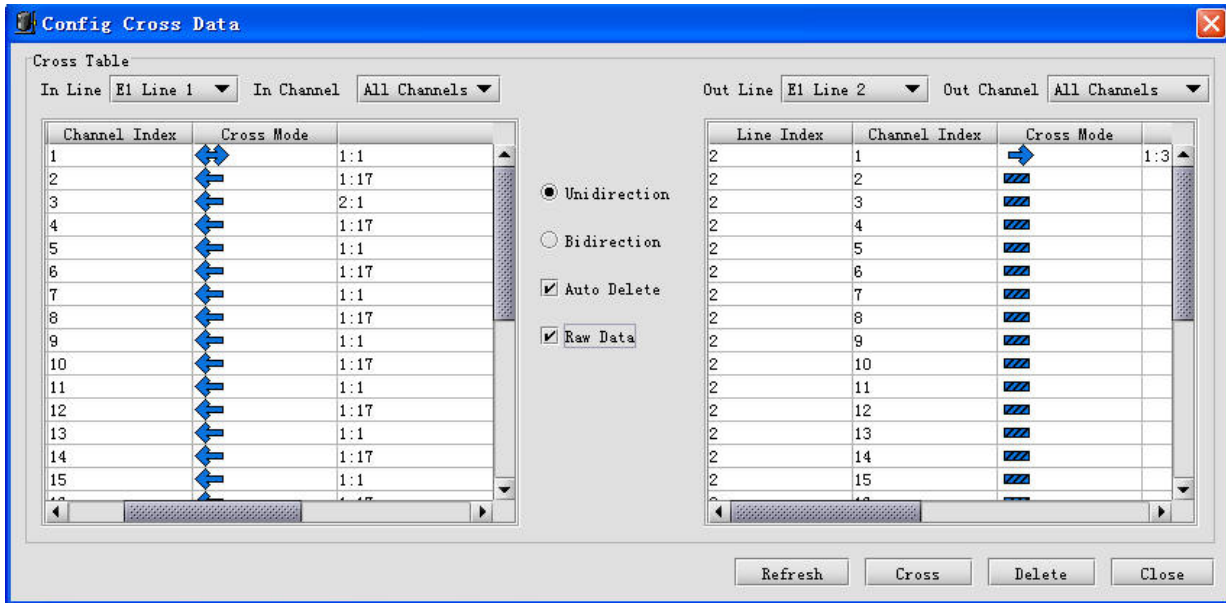 Config Cross Data
Cross Table
In Line E1 Line 1 In Channel All Channels Out Line E1 Line 2 Out Channel All Channels
Channel Index Cross Mode Line Index Channel Index Cross Mode
1 1:1 2 1 1:3
2 1:17 2 2
3 2:1 2 3
4 1:17 2 4
5 1:1 2 5
6 1:17 2 6
7 1:1 2 7
8 1:17 2 8
9 1:1 2 9
10 1:17 2 10
11 1:1 2 11
12 1:17 2 12
13 1:1 2 13
14 1:17 2 14
15 1:1 2 15
Unidirection
Bidirection
Auto Delete
Raw Data
Refresh Cross Delete Close